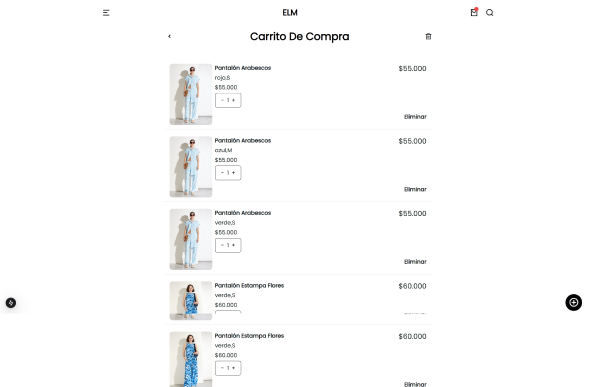 ELM
Carrito De Compra
Pantalón Arabescos
$55.000
rojo,S
$55.000
- 1 +
Eliminar
Pantalón Arabescos
$55.000
azul,M
$55.000
- 1 +
Eliminar
Pantalón Arabescos
$55.000
verde,S
$55.000
- 1 +
Eliminar
Pantalón Estampa Flores
$60.000
verde,S
$60.000
Pantalón Estampa Flores
$60.000
verde,S
$60.000
- 1 +
Eliminar